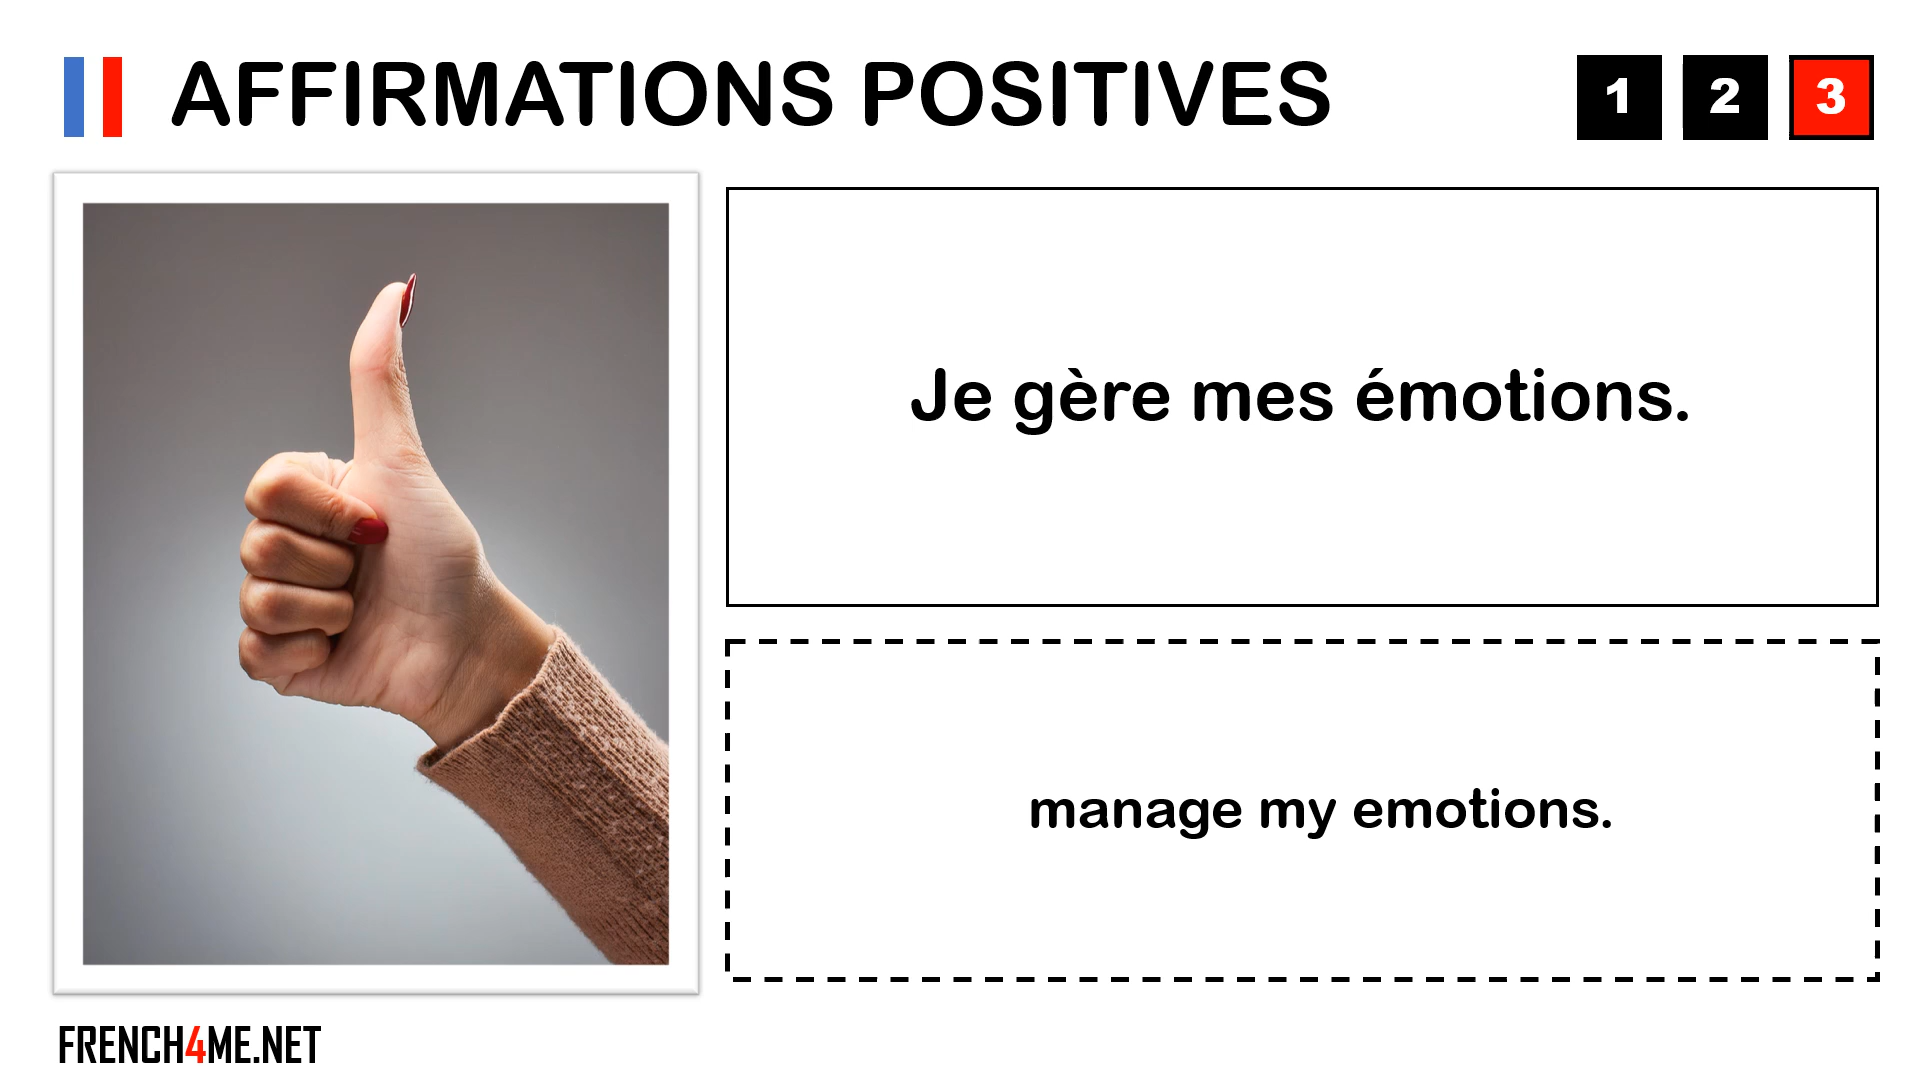 AFFIRMATIONS POSITIVES
1 2 3
Je gère mes émotions.
manage my emotions.
FRENCH4ME.NET